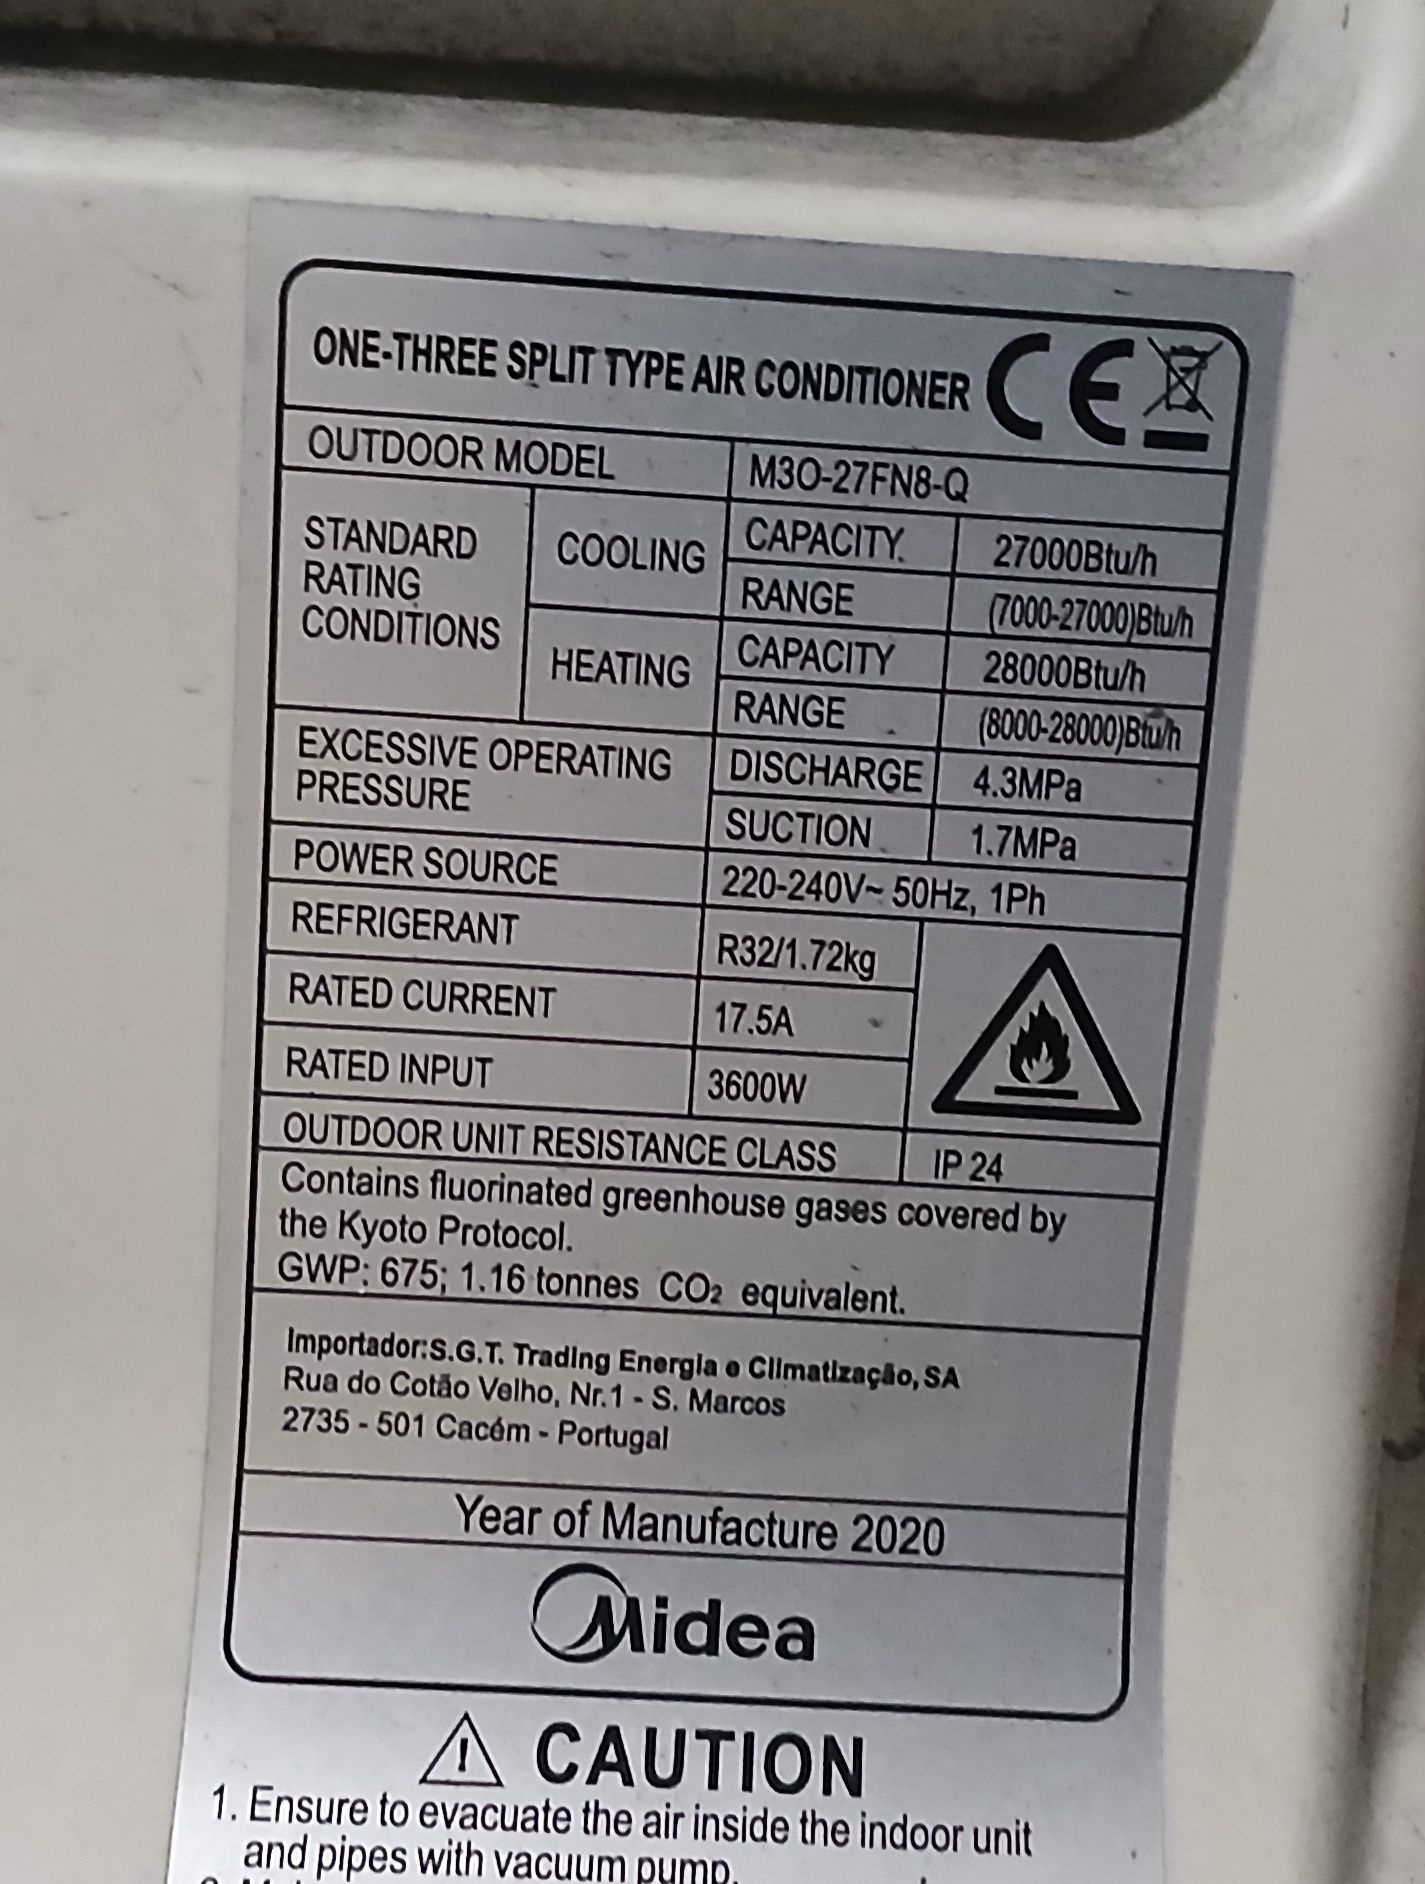 ONE-THREE SPLIT TYPE AIR CONDITIONER CE
OUTDOOR MODEL M3O-27FN8-Q
STANDARD RATING CONDITIONS
COOLING CAPACITY 27000Btu/h
RANGE (7000-27000)Btu/h
HEATING CAPACITY 28000Btu/h
RANGE (8000-28000)Btu/h
EXCESSIVE OPERATING PRESSURE
DISCHARGE 4.3MPa
SUCTION 1.7MPa
POWER SOURCE 220-240V~ 50Hz, 1Ph
REFRIGERANT R32/1.72kg
RATED CURRENT 17.5A
RATED INPUT 3600W
OUTDOOR UNIT RESISTANCE CLASS IP 24
Contains fluorinated greenhouse gases covered by
the Kyoto Protocol.
GWP: 675; 1.16 tonnes CO₂ equivalent.
Importador:S.G.T. Trading Energia e Climatização, SA
Rua do Cotão Velho, Nr.1 - S. Marcos
2735 - 501 Cacém - Portugal
Year of Manufacture 2020
Midea
CAUTION
1. Ensure to evacuate the air inside the indoor unit
and pipes with vacuum pump.